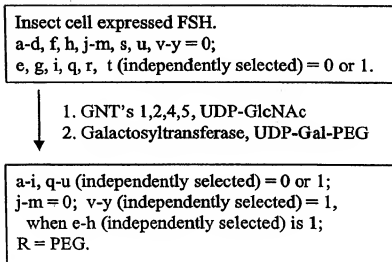 Insect cell expressed FSH.
a-d, f, h, j-m, s, u, v-y = 0;
e, g, i, q, r, t (independently selected) = 0 or 1.
1. GNT's 1,2,4,5, UDP-GlcNAc
2. Galactosyltransferase, UDP-Gal-PEG
a-i, q-u (independently selected) = 0 or 1;
j-m = 0; v-y (independently selected) = 1,
when e-h (independently selected) is 1;
R = PEG.